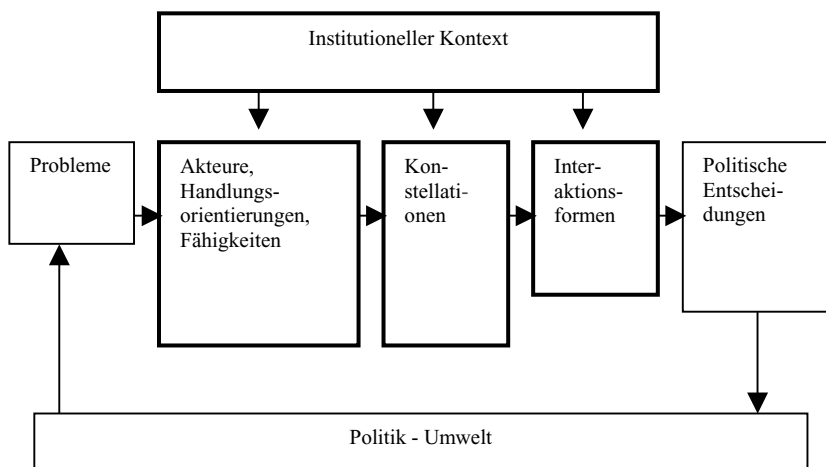 Institutioneller Kontext
Probleme
Akteure,
Handlungs-
orientierungen,
Fähigkeiten
Kon-
stellati-
onen
Inter-
aktions-
formen
Politische
Entschei-
dungen
Politik - Umwelt